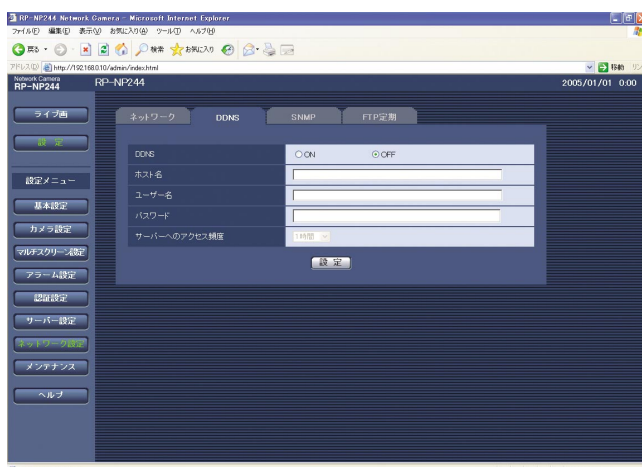 RP-NP244 Network Camera - Microsoft Internet Explorer
ファイル(F) 編集(E) 表示(V) お気に入り(A) ツール(T) ヘルプ(H)
戻る 検索 お気に入り
アドレス(D) http://192.168.0.10/admin/index.html 移動
Network Camera
RP-NP244
RP-NP244
2005/01/01 0:00
ライブ画
設定
設定メニュー
基本設定
カメラ設定
マルチスクリーン設定
アラーム設定
認証設定
サーバー設定
ネットワーク設定
メンテナンス
ヘルプ
ネットワーク DDNS SNMP FTP定期
DDNS ON OFF
ホスト名
ユーザー名
パスワード
サーバーへのアクセス頻度 1時間
設定